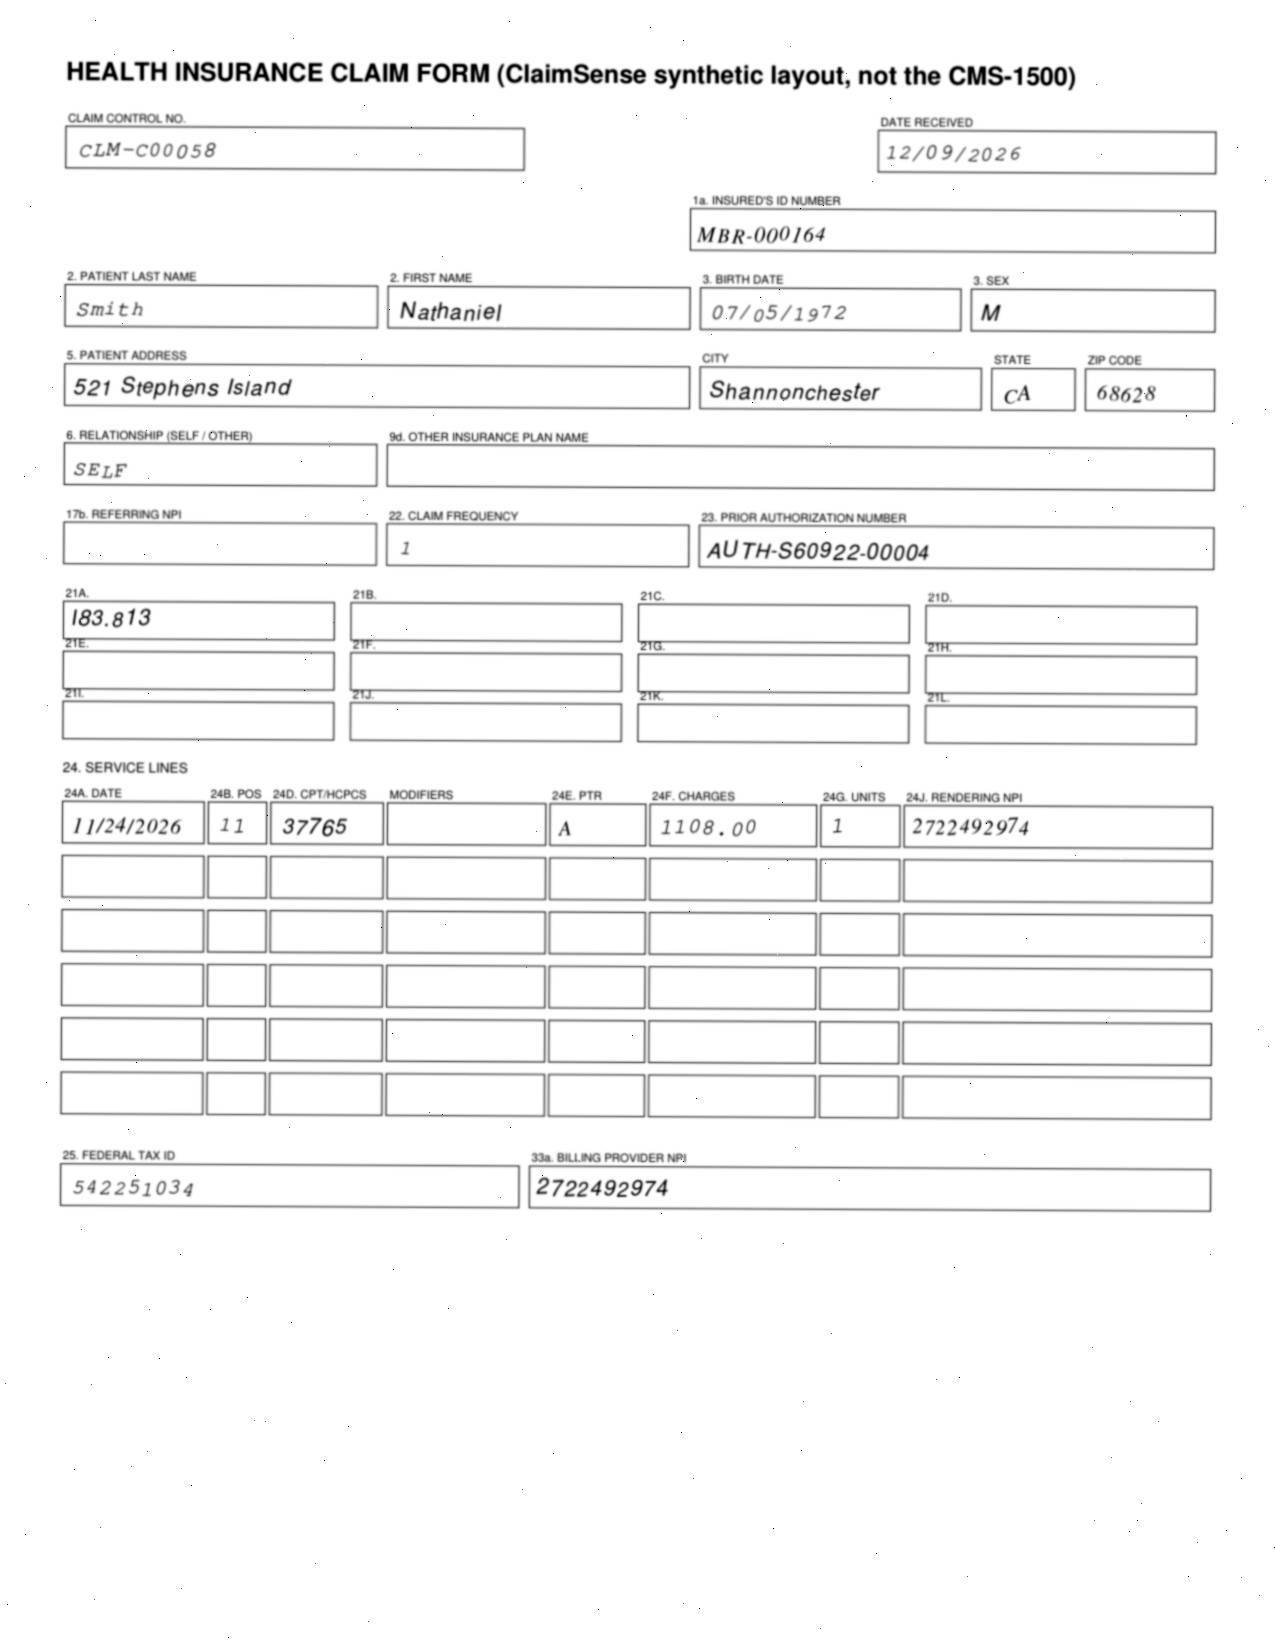 HEALTH INSURANCE CLAIM FORM (ClaimSense synthetic layout, not the CMS-1500)
CLAIM CONTROL NO. DATE RECEIVED
CLM-C00058 12/09/2026
1a. INSURED'S ID NUMBER
MBR-000164
2. PATIENT LAST NAME 2. FIRST NAME 3. BIRTH DATE 3. SEX
Smith Nathaniel 07/05/1972 M
5. PATIENT ADDRESS CITY STATE ZIP CODE
521 Stephens Island Shannonchester CA 68628
6. RELATIONSHIP (SELF / OTHER) 9d. OTHER INSURANCE PLAN NAME
SELF
17b. REFERRING NPI 22. CLAIM FREQUENCY 23. PRIOR AUTHORIZATION NUMBER
1 AUTH-S60922-00004
21A. 21B. 21C. 21D.
I83.813
21E. 21F. 21G. 21H.
21I. 21J. 21K. 21L.
24. SERVICE LINES
24A. DATE 24B. POS 24D. CPT/HCPCS MODIFIERS 24E. PTR 24F. CHARGES 24G. UNITS 24J. RENDERING NPI
11/24/2026 11 37765 A 1108.00 1 2722492974
25. FEDERAL TAX ID 33a. BILLING PROVIDER NPI
542251034 2722492974